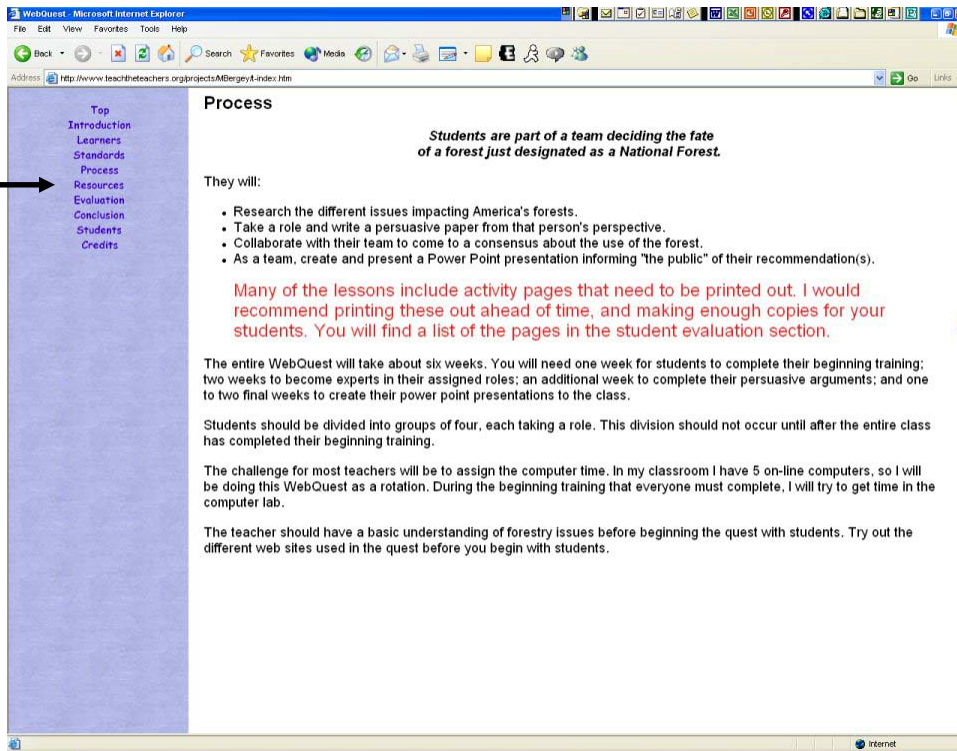 WebQuest - Microsoft Internet Explorer
File Edit View Favorites Tools Help
Back Search Favorites Media
Address http://www.teachtheteachers.org/projects/MBergey/t-index.htm Go Links
Top
Introduction
Learners
Standards
Process
Resources
Evaluation
Conclusion
Students
Credits
Process
Students are part of a team deciding the fate
of a forest just designated as a National Forest.
They will:
• Research the different issues impacting America's forests.
• Take a role and write a persuasive paper from that person's perspective.
• Collaborate with their team to come to a consensus about the use of the forest.
• As a team, create and present a Power Point presentation informing "the public" of their recommendation(s).
Many of the lessons include activity pages that need to be printed out. I would
recommend printing these out ahead of time, and making enough copies for your
students. You will find a list of the pages in the student evaluation section.
The entire WebQuest will take about six weeks. You will need one week for students to complete their beginning training;
two weeks to become experts in their assigned roles; an additional week to complete their persuasive arguments; and one
to two final weeks to create their power point presentations to the class.
Students should be divided into groups of four, each taking a role. This division should not occur until after the entire class
has completed their beginning training.
The challenge for most teachers will be to assign the computer time. In my classroom I have 5 on-line computers, so I will
be doing this WebQuest as a rotation. During the beginning training that everyone must complete, I will try to get time in the
computer lab.
The teacher should have a basic understanding of forestry issues before beginning the quest with students. Try out the
different web sites used in the quest before you begin with students.
Internet